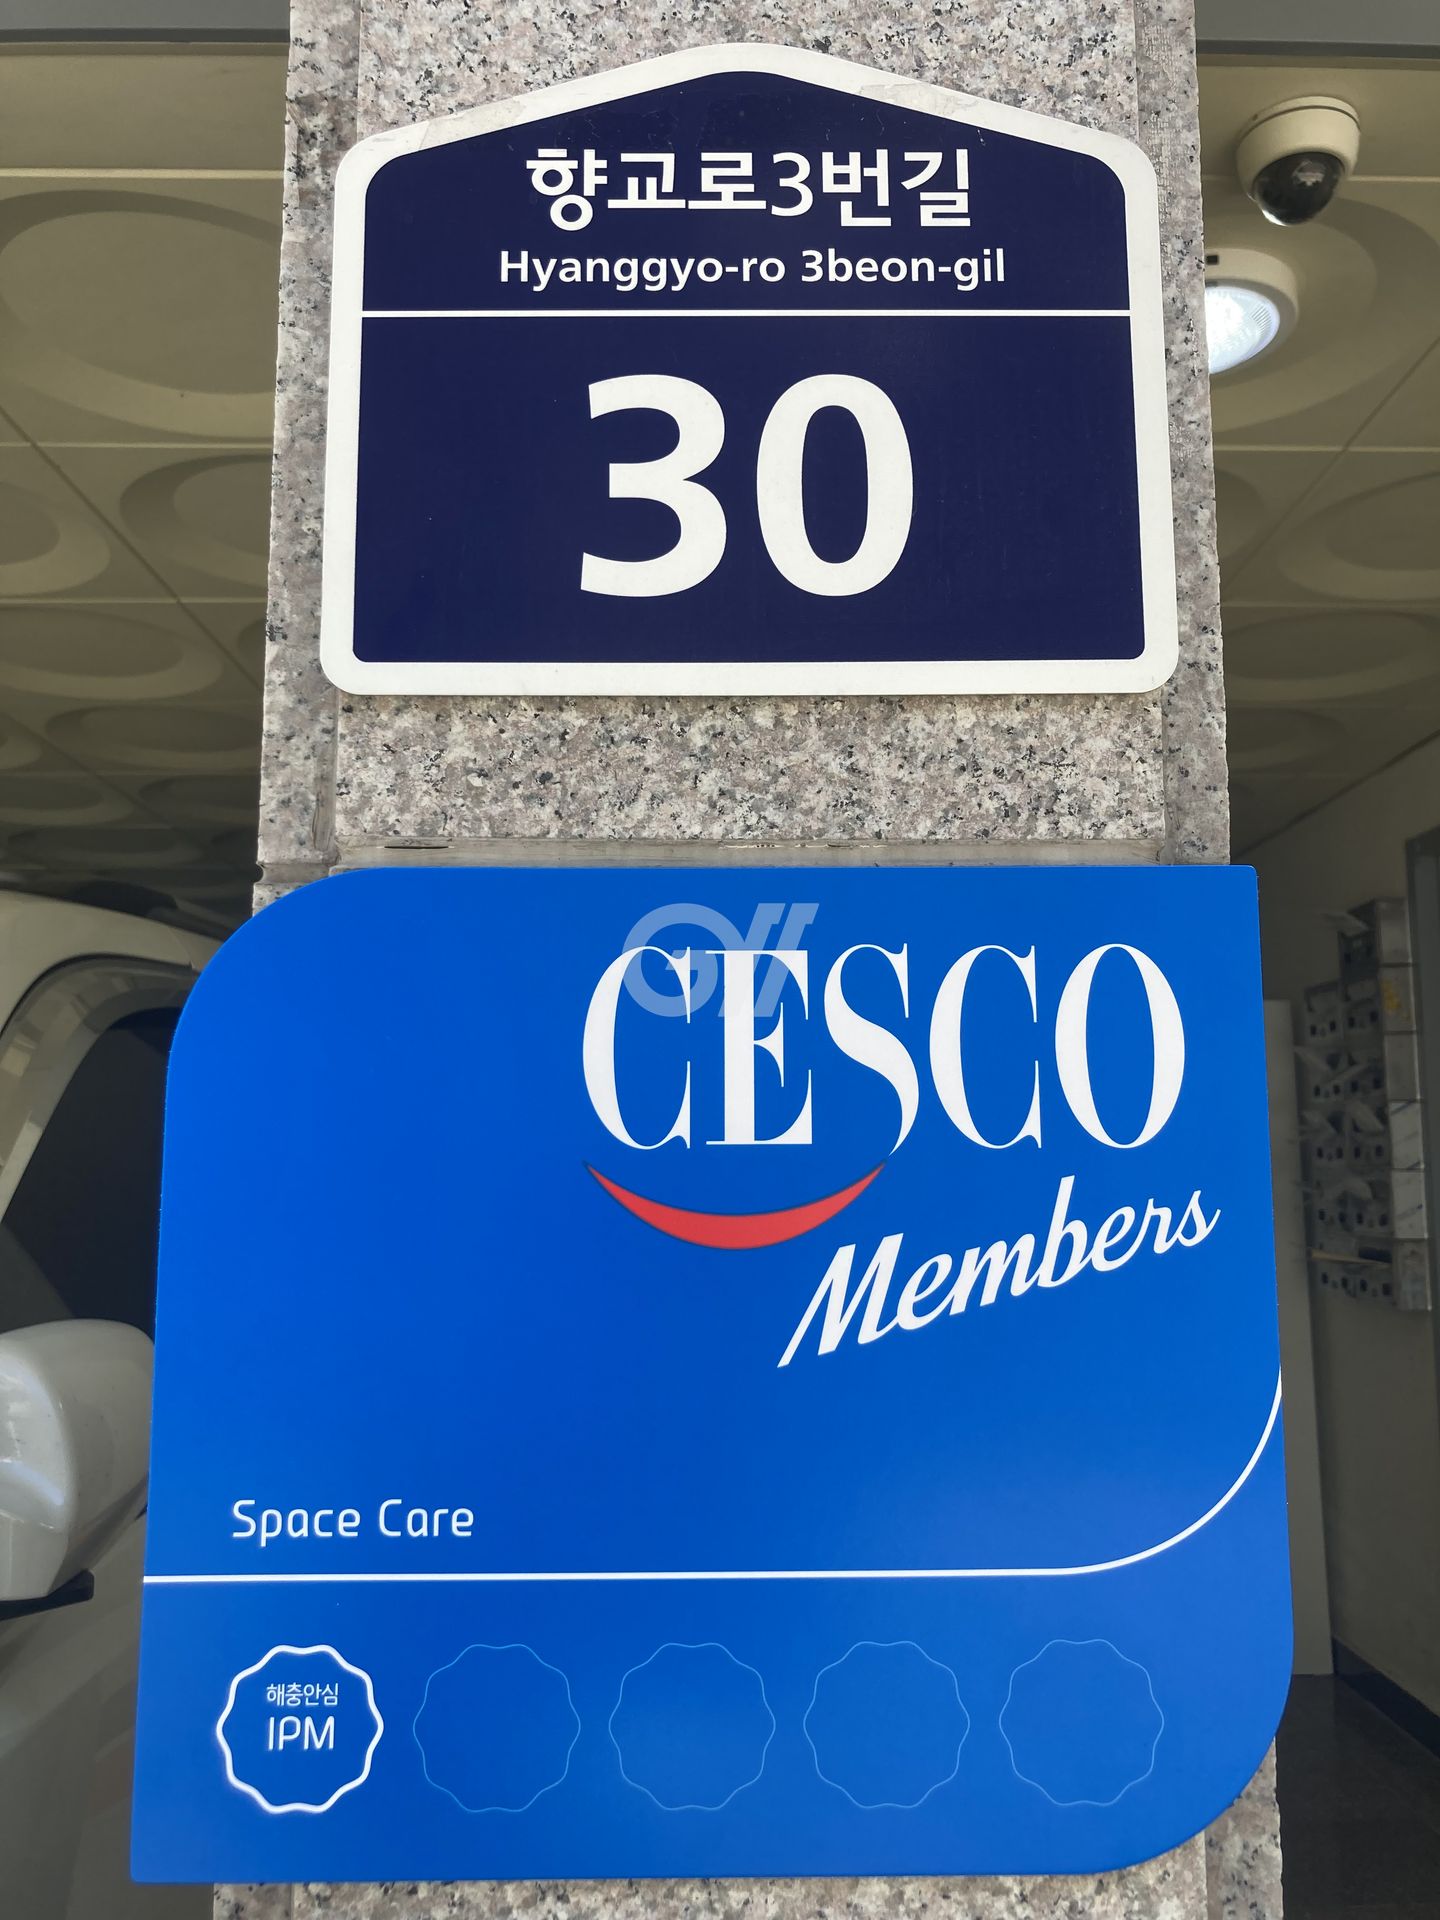 향교로3번길
Hyanggyo-ro 3beon-gil
30
CESCO
Members
Space Care
해충안심
IPM